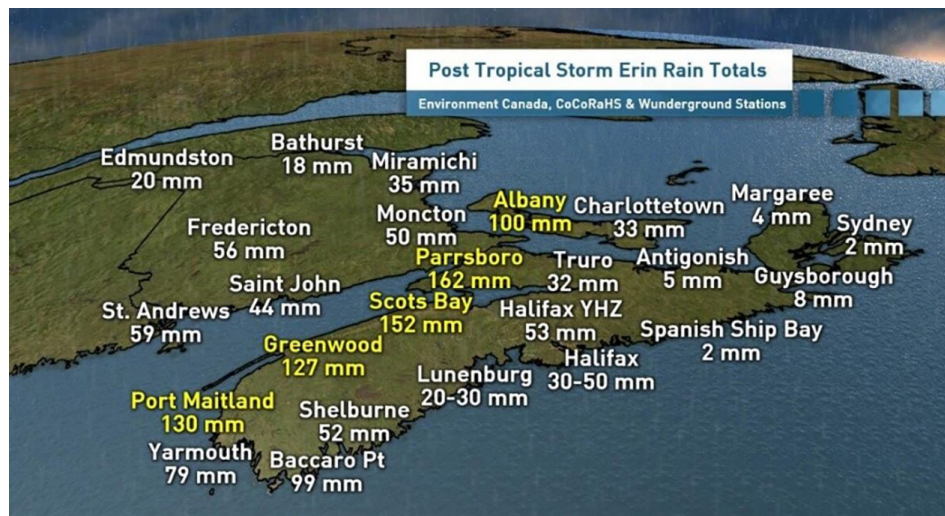 Post Tropical Storm Erin Rain Totals
Environment Canada, CoCoRaHS & Wunderground Stations
Edmundston
20 mm
Bathurst
18 mm
Miramichi
35 mm
Albany
100 mm
Charlottetown
33 mm
Margaree
4 mm
Sydney
2 mm
Fredericton
56 mm
Moncton
50 mm
Parrsboro
162 mm
Truro
32 mm
Antigonish
5 mm
Guysborough
8 mm
St. Andrews
59 mm
Saint John
44 mm
Scots Bay
152 mm
Halifax YHZ
53 mm
Spanish Ship Bay
2 mm
Greenwood
127 mm
Lunenburg
20-30 mm
Halifax
30-50 mm
Port Maitland
130 mm
Shelburne
52 mm
Yarmouth
79 mm
Baccaro Pt
99 mm